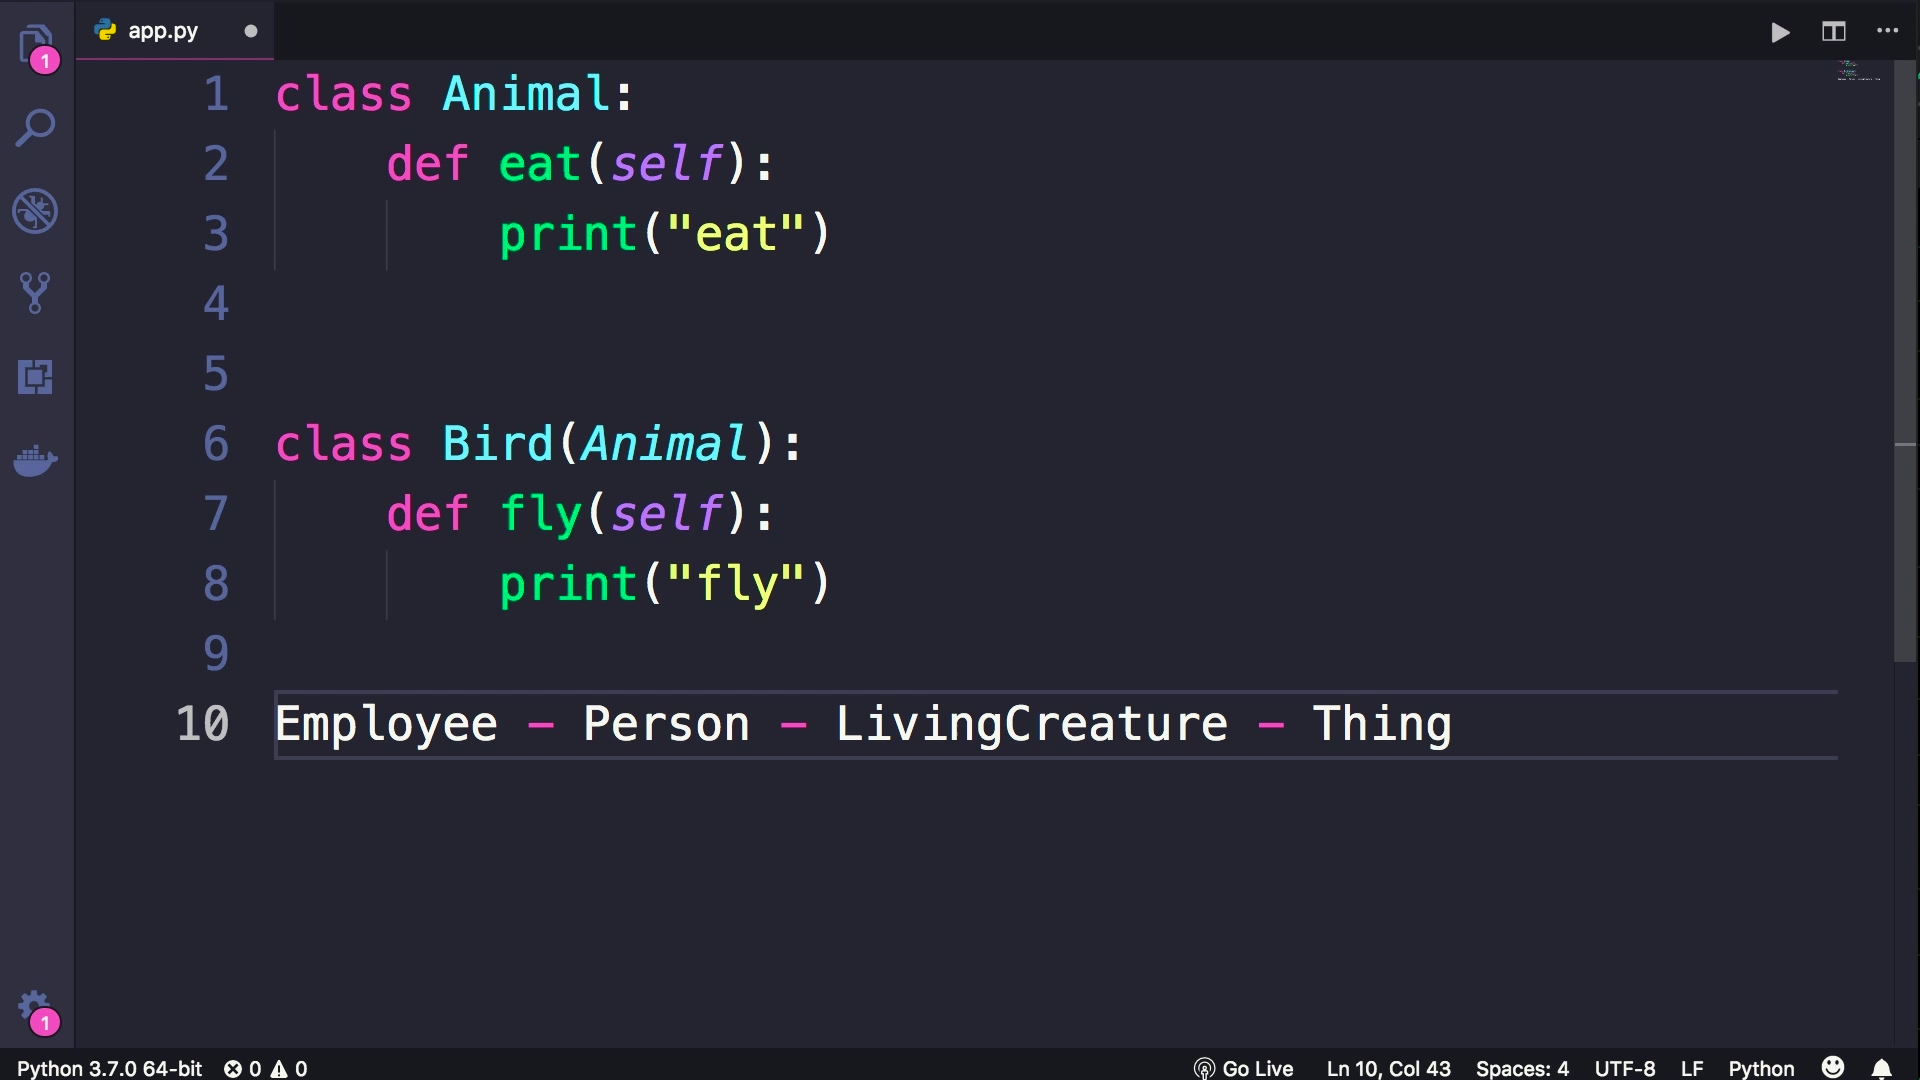 1
app.py
1 class Animal:
2 def eat(self):
3 print("eat")
4
5
6 class Bird(Animal):
7 def fly(self):
8 print("fly")
9
10 Employee - Person - LivingCreature - Thing
1
Python 3.7.0 64-bit 0 0 Go Live Ln 10, Col 43 Spaces: 4 UTF-8 LF Python